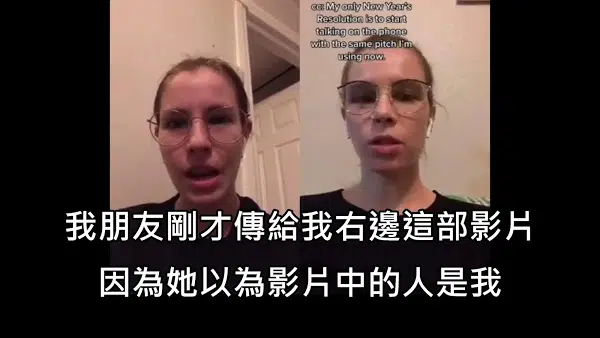 cc: My only New Year's
Resolution is to start
talking on the phone
with the same pitch I'm
using now.
我朋友剛才傳給我右邊這部影片
因為她以為影片中的人是我